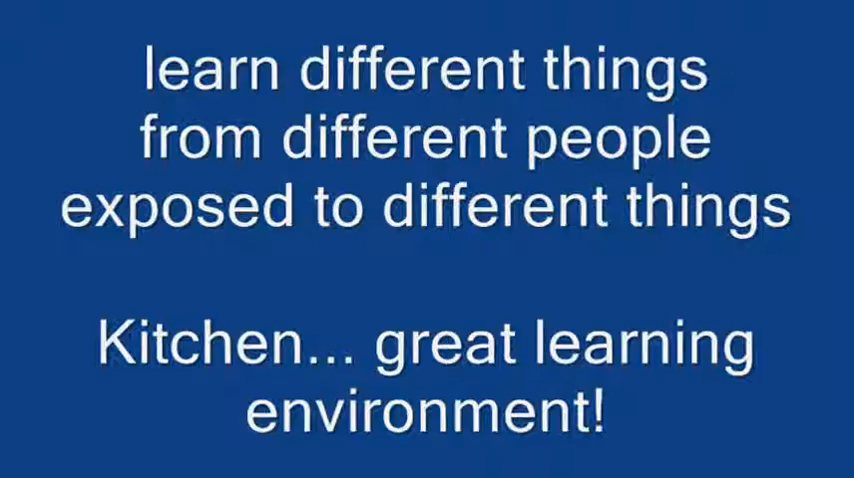 learn different things
from different people
exposed to different things
Kitchen... great learning
environment!